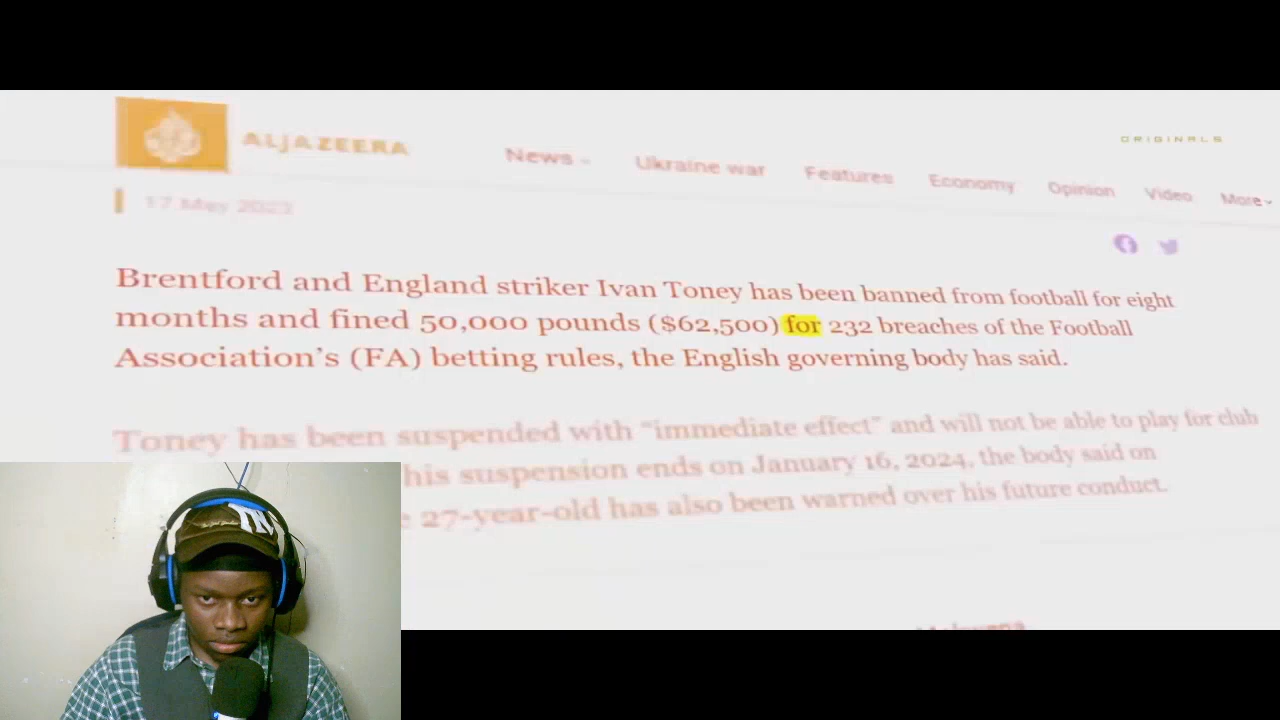 ALJAZEERA
News
Ukraine war
Features
Economy
Opinion
Video
More
ORIGINALS
17 May 2023
Brentford and England striker Ivan Toney has been banned from football for eight
months and fined 50,000 pounds ($62,500) for 232 breaches of the Football
Association’s (FA) betting rules, the English governing body has said.
Toney has been suspended with “immediate effect” and will not be able to play for club
his suspension ends on January 16, 2024, the body said on
27-year-old has also been warned over his future conduct.